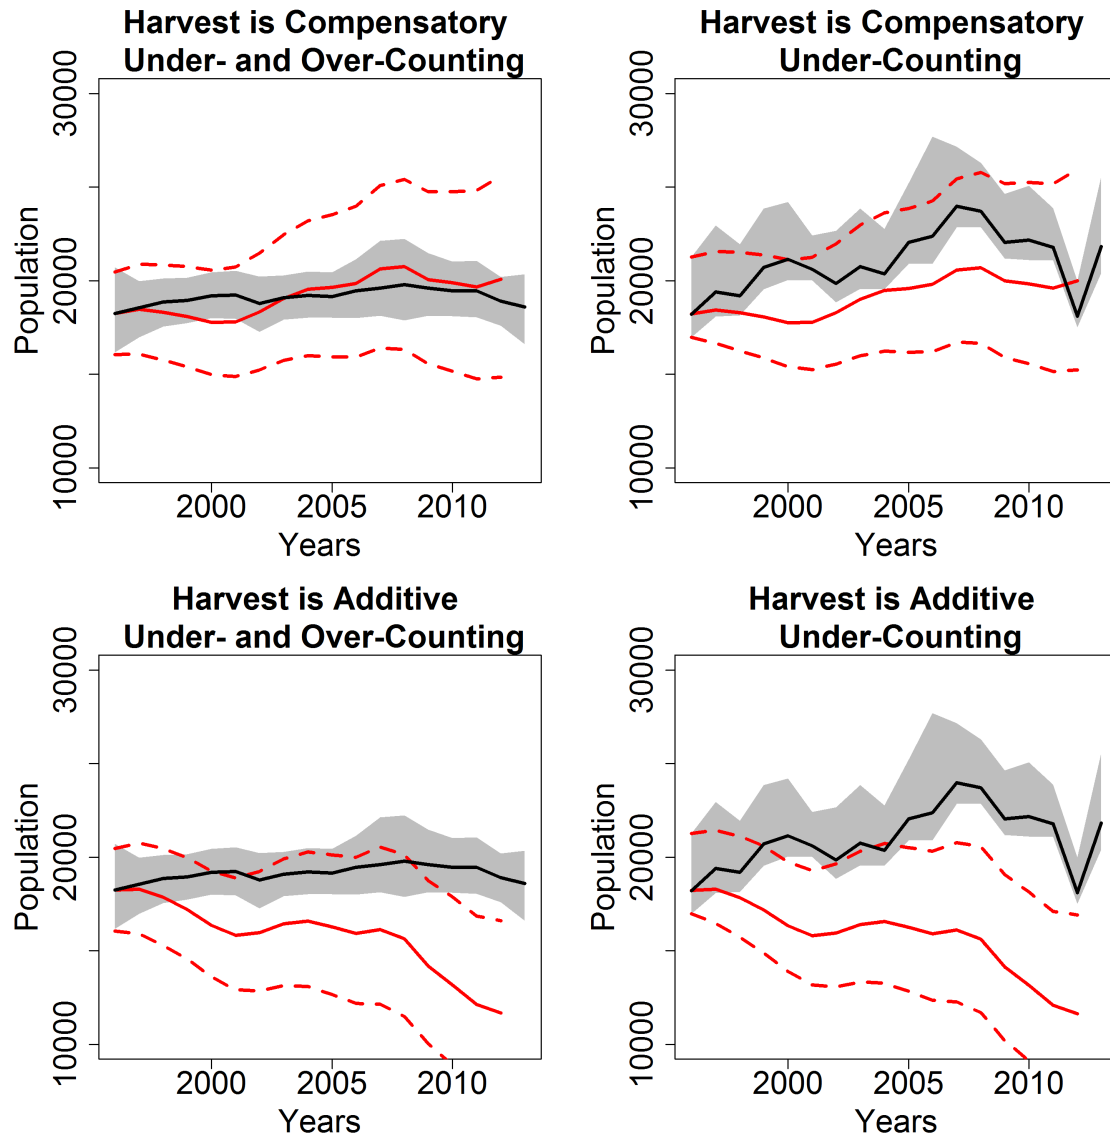 Harvest is Compensatory
Under- and Over-Counting
30000
20000
10000
Population
2000 2005 2010
Years
Harvest is Compensatory
Under-Counting
30000
20000
10000
Population
2000 2005 2010
Years
Harvest is Additive
Under- and Over-Counting
30000
20000
10000
Population
2000 2005 2010
Years
Harvest is Additive
Under-Counting
30000
20000
10000
Population
2000 2005 2010
Years